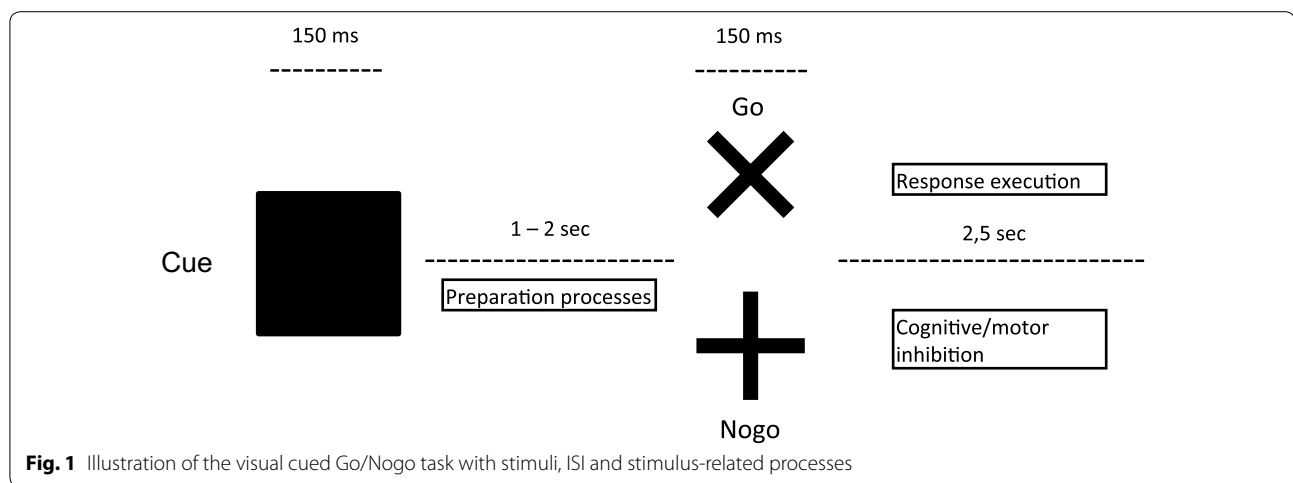 150 ms
150 ms
Go
Response execution
1 – 2 sec
2,5 sec
Cue
Preparation processes
Cognitive/motor
inhibition
Nogo
Fig. 1 Illustration of the visual cued Go/Nogo task with stimuli, ISI and stimulus-related processes